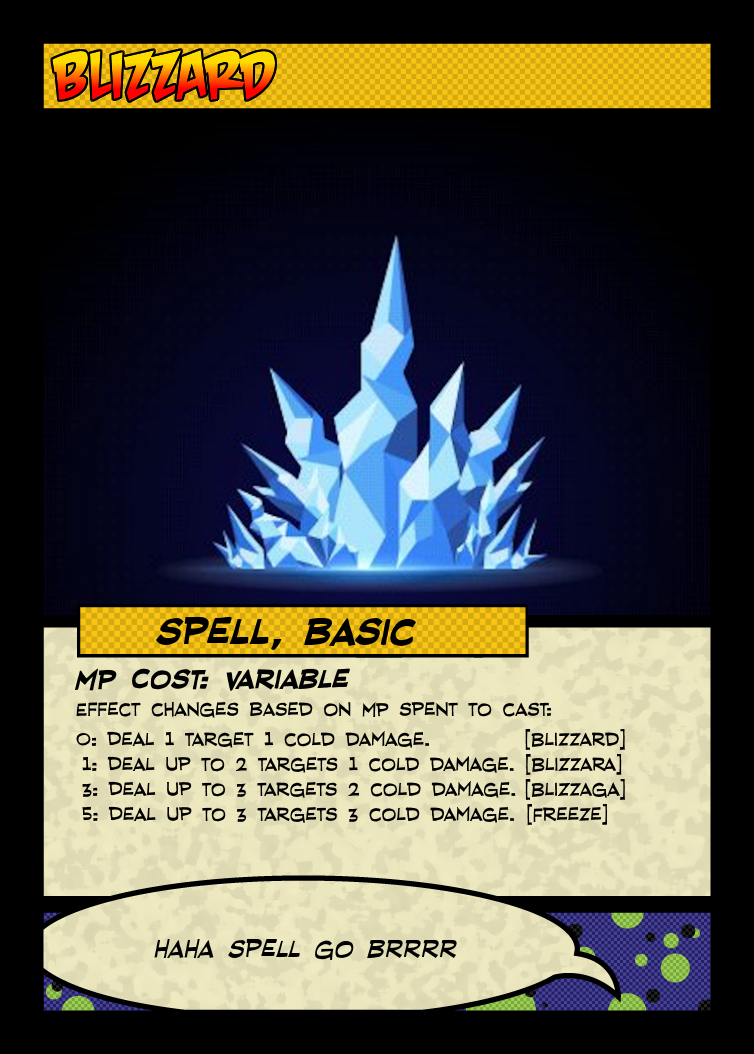 BLIZZARD
SPELL, BASIC
MP COST: VARIABLE
EFFECT CHANGES BASED ON MP SPENT TO CAST:
0: DEAL 1 TARGET 1 COLD DAMAGE. [BLIZZARD]
1: DEAL UP TO 2 TARGETS 1 COLD DAMAGE. [BLIZZARA]
3: DEAL UP TO 3 TARGETS 2 COLD DAMAGE. [BLIZZAGA]
5: DEAL UP TO 3 TARGETS 3 COLD DAMAGE. [FREEZE]
HAHA SPELL GO BRRRR